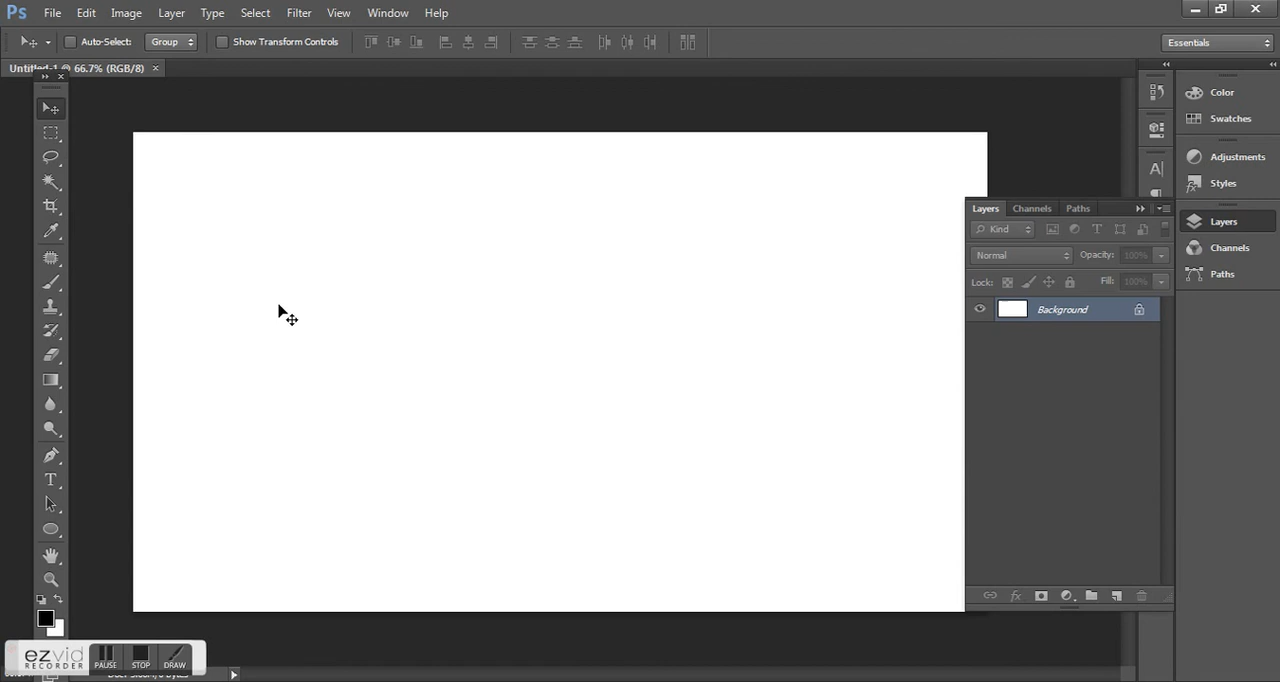 Ps File Edit Image Layer Type Select Filter View Window Help
Auto-Select: Group Show Transform Controls Essentials
Untitled-1 @ 66.7% (RGB/8)
Color
Swatches
Adjustments
Styles
Layers
Channels
Paths
Layers Channels Paths
Kind
Normal Opacity: 100%
Lock: Fill: 100%
Background
T
ezvid
RECORDER
PAUSE STOP DRAW